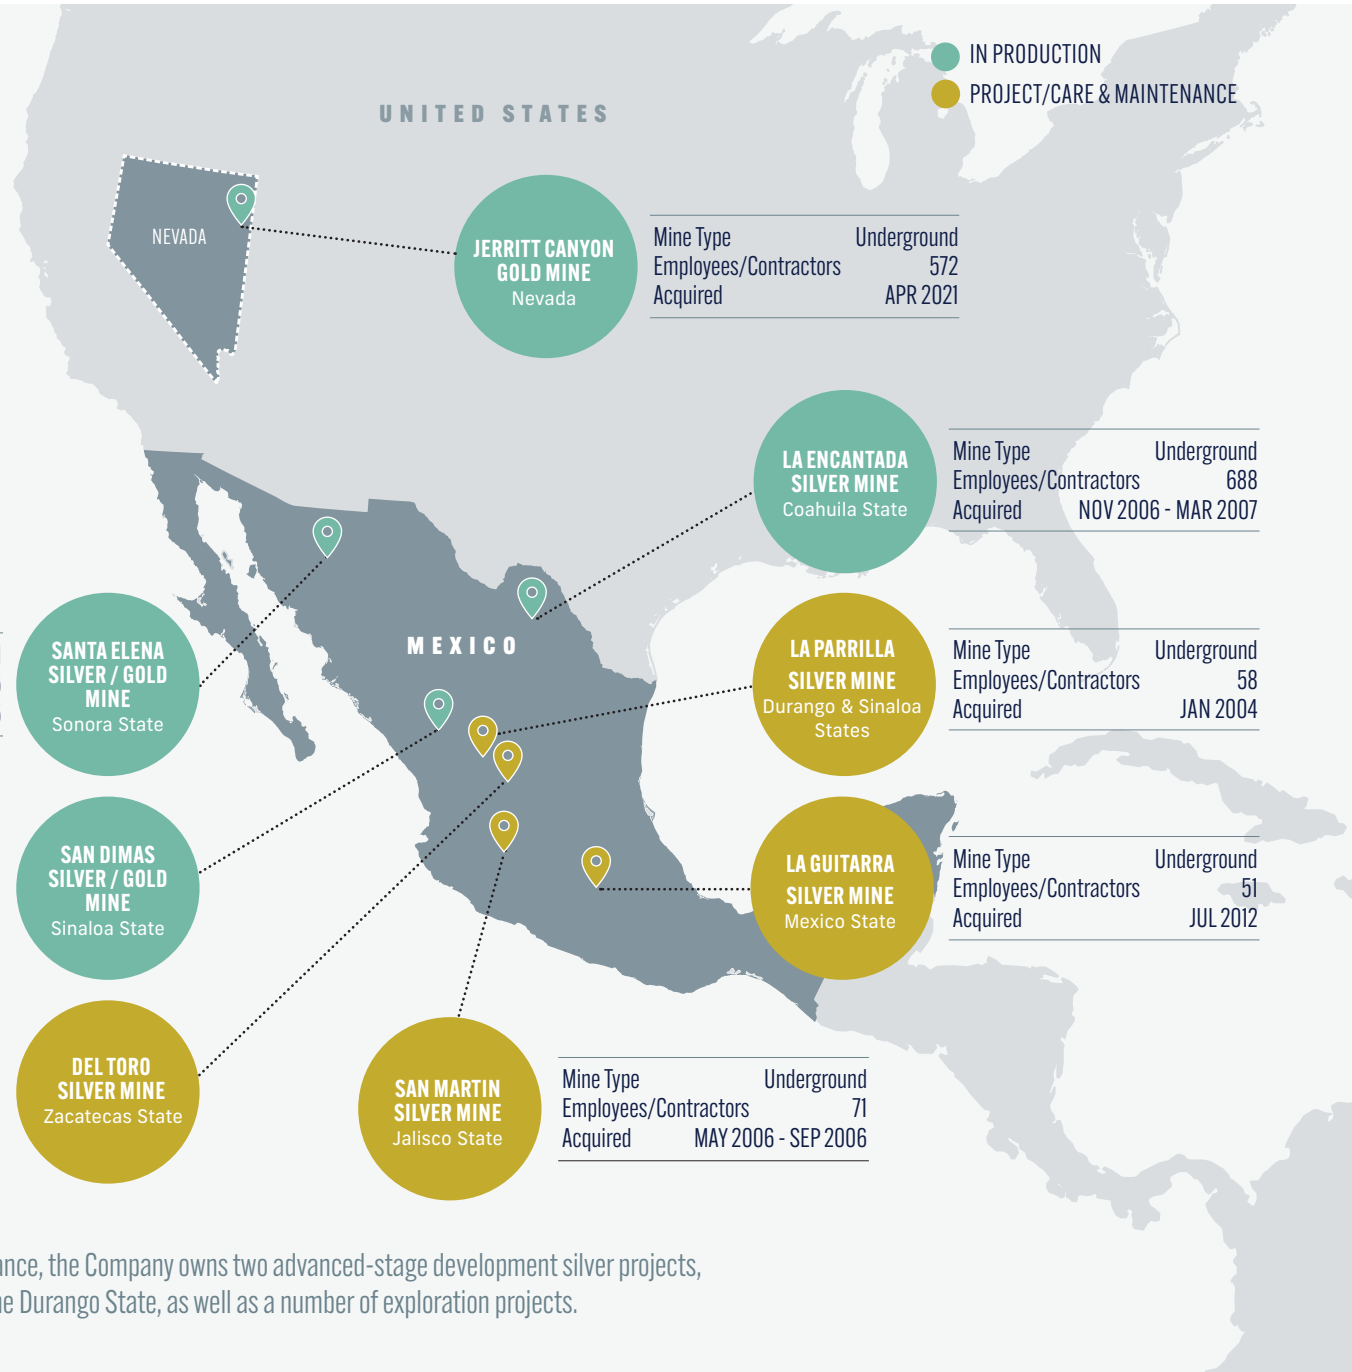 IN PRODUCTION
PROJECT/CARE & MAINTENANCE
UNITED STATES
NEVADA
JERRITT CANYON
GOLD MINE
Nevada
Mine Type Underground
Employees/Contractors 572
Acquired APR 2021
LA ENCANTADA
SILVER MINE
Coahuila State
Mine Type Underground
Employees/Contractors 688
Acquired NOV 2006 - MAR 2007
MEXICO
SANTA ELENA
SILVER / GOLD
MINE
Sonora State
LA PARRILLA
SILVER MINE
Durango & Sinaloa
States
Mine Type Underground
Employees/Contractors 58
Acquired JAN 2004
SAN DIMAS
SILVER / GOLD
MINE
Sinaloa State
LA GUITARRA
SILVER MINE
Mexico State
Mine Type Underground
Employees/Contractors 51
Acquired JUL 2012
DEL TORO
SILVER MINE
Zacatecas State
SAN MARTIN
SILVER MINE
Jalisco State
Mine Type Underground
Employees/Contractors 71
Acquired MAY 2006 - SEP 2006
ance, the Company owns two advanced-stage development silver projects,
Durango State, as well as a number of exploration projects.